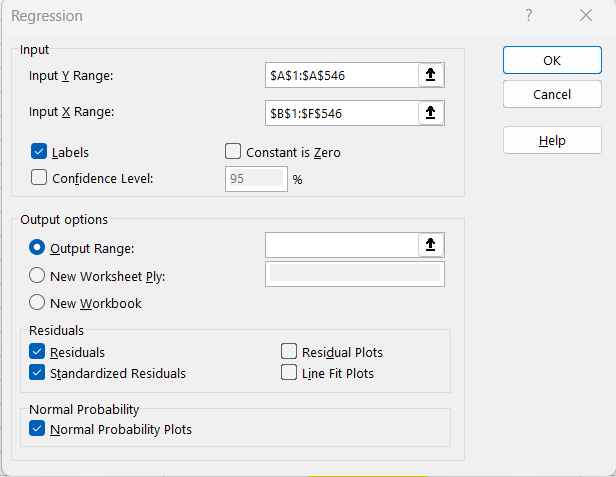 Regression ? ×
Input
Input Y Range: $A$1:$A$546
OK
Input X Range: $B$1:$F$546
Cancel
Labels Constant is Zero
Help
Confidence Level: 95 %
Output options
Output Range:
New Worksheet Ply:
New Workbook
Residuals
Residuals Residual Plots
Standardized Residuals Line Fit Plots
Normal Probability
Normal Probability Plots